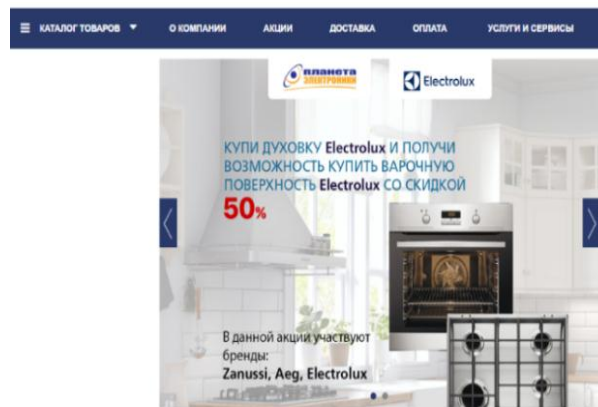 КАТАЛОГ ТОВАРОВ О КОМПАНИИ АКЦИИ ДОСТАВКА ОПЛАТА УСЛУГИ И СЕРВИСЫ
планета
ЭЛЕКТРОНИКИ
Electrolux
КУПИ ДУХОВКУ Electrolux И ПОЛУЧИ
ВОЗМОЖНОСТЬ КУПИТЬ ВАРОЧНУЮ
ПОВЕРХНОСТЬ Electrolux СО СКИДКОЙ
50%
В данной акции участвуют
бренды:
Zanussi, Aeg, Electrolux